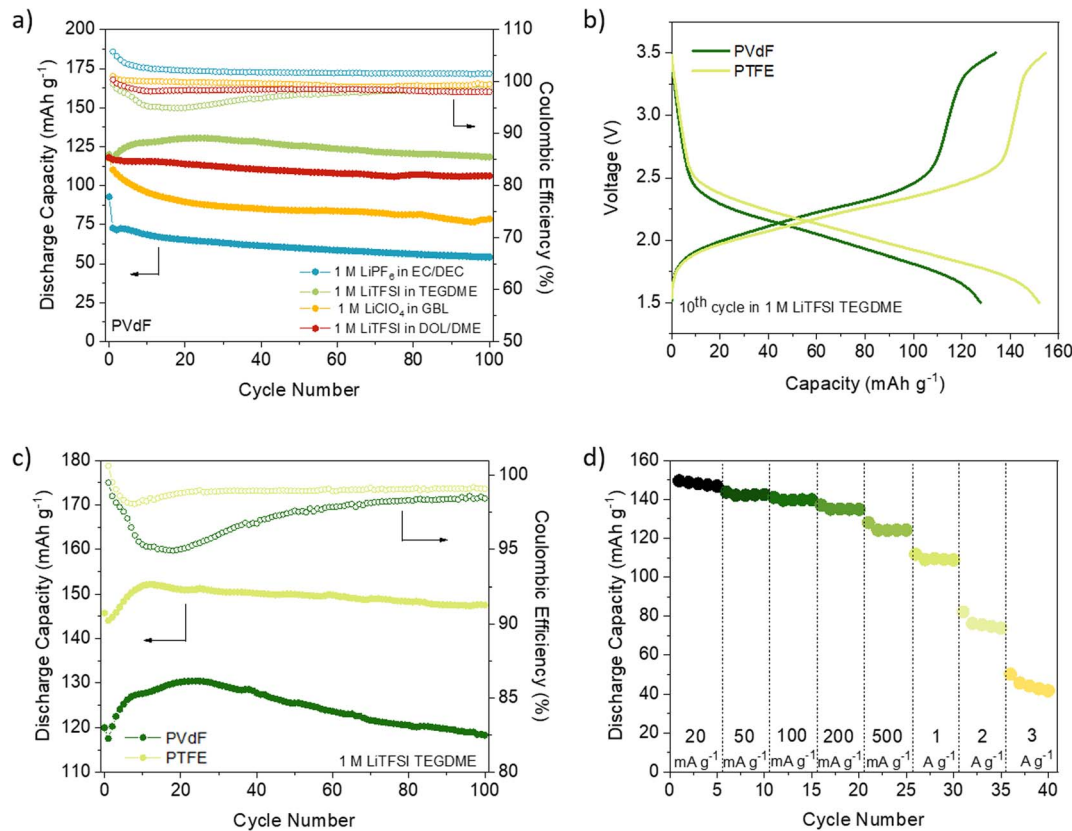 a)
Discharge Capacity (mAh g⁻¹)
200
175
150
125
100
75
50
25
0
110
100
90
80
70
60
50
Coulombic Efficiency (%)
1 M LiPF₆ in EC/DEC
1 M LiTFSI in TEGDME
1 M LiClO₄ in GBL
1 M LiTFSI in DOL/DME
PVdF
0 20 40 60 80 100
Cycle Number
b)
Voltage (V)
3.5
3.0
2.5
2.0
1.5
PVdF
PTFE
10th cycle in 1 M LiTFSI TEGDME
0 20 40 60 80 100 120 140 160
Capacity (mAh g⁻¹)
c)
Discharge Capacity (mAh g⁻¹)
180
170
160
150
140
130
120
110
100
95
90
85
80
Coulombic Efficiency (%)
PVdF
PTFE
1 M LiTFSI TEGDME
0 20 40 60 80 100
Cycle Number
d)
Discharge Capacity (mAh g⁻¹)
160
140
120
100
80
60
40
20
0
20 50 100 200 500 1 2 3
mA g⁻¹ mA g⁻¹ mA g⁻¹ mA g⁻¹ mA g⁻¹ A g⁻¹ A g⁻¹ A g⁻¹
0 5 10 15 20 25 30 35 40
Cycle Number